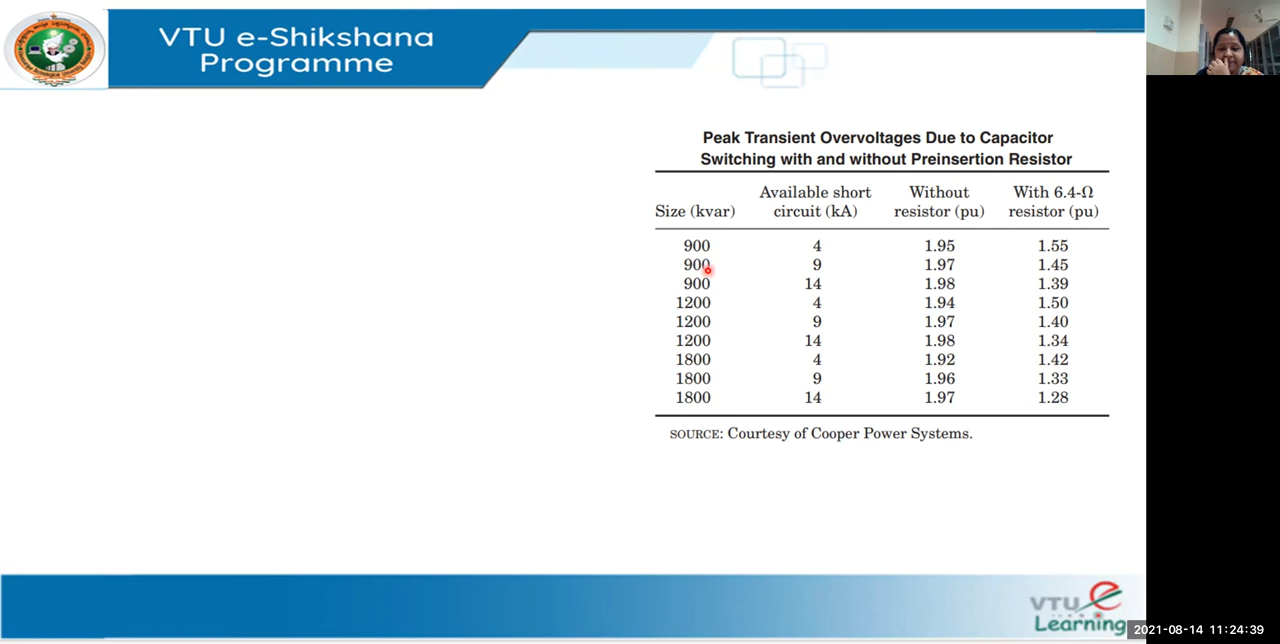 VTU e-Shikshana
Programme
Peak Transient Overvoltages Due to Capacitor
Switching with and without Preinsertion Resistor
Size (kvar) Available short circuit (kA) Without resistor (pu) With 6.4-Ω resistor (pu)
900 4 1.95 1.55
900 9 1.97 1.45
900 14 1.98 1.39
1200 4 1.94 1.50
1200 9 1.97 1.40
1200 14 1.98 1.34
1800 4 1.92 1.42
1800 9 1.96 1.33
1800 14 1.97 1.28
SOURCE: Courtesy of Cooper Power Systems.
VTU e
Learning
2021-08-14 11:24:39